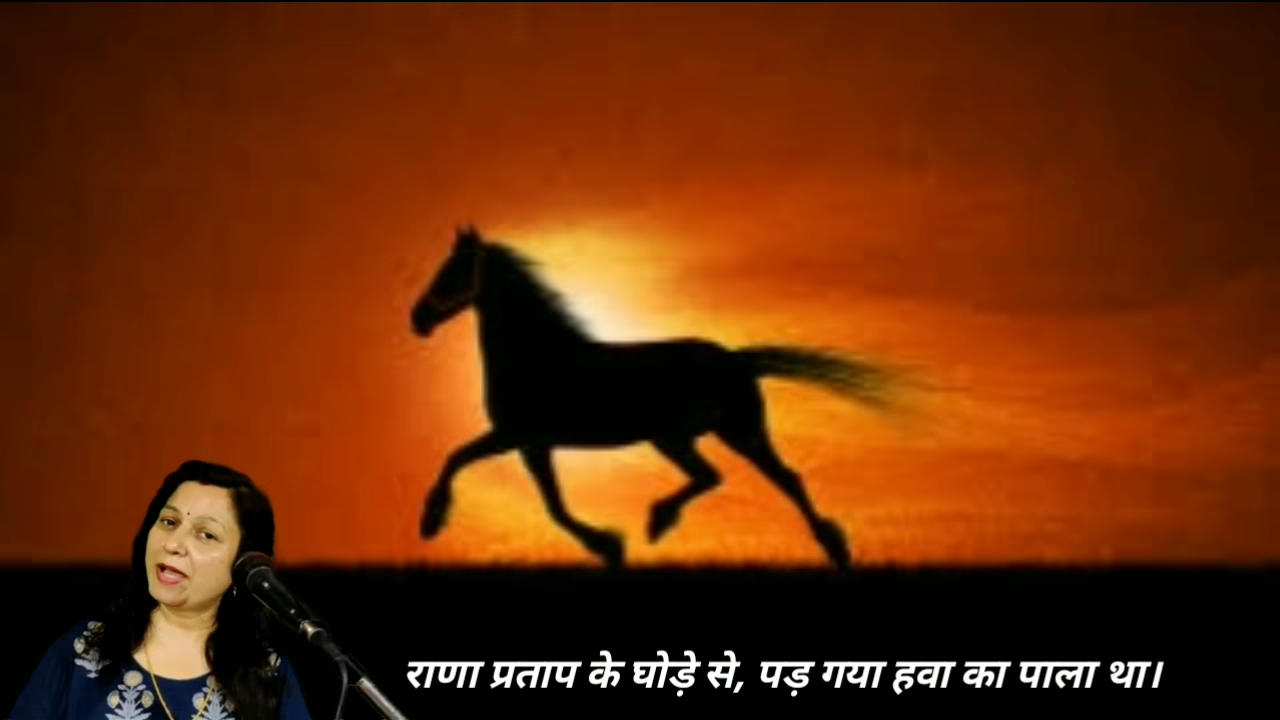 राणा प्रताप के घोड़े से, पड़ गया हवा का पाला था।